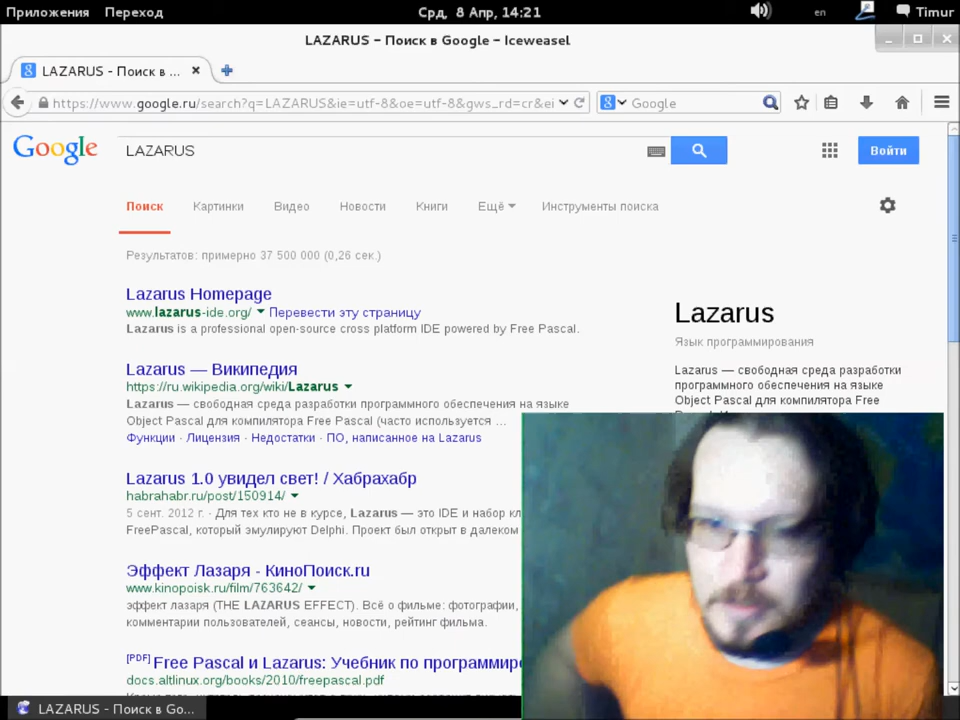 Приложения Переход Срд, 8 Апр, 14:21 en Timur
LAZARUS – Поиск в Google – Iceweasel
LAZARUS - Поиск в ...
https://www.google.ru/search?q=LAZARUS&ie=utf-8&oe=utf-8&gws_rd=cr&ei Google
Google LAZARUS Войти
Поиск Картинки Видео Новости Книги Ещё Инструменты поиска
Результатов: примерно 37 500 000 (0,26 сек.)
Lazarus Homepage
www.lazarus-ide.org/ Перевести эту страницу
Lazarus is a professional open-source cross platform IDE powered by Free Pascal.
Lazarus — Википедия
https://ru.wikipedia.org/wiki/Lazarus
Lazarus — свободная среда разработки программного обеспечения на языке
Object Pascal для компилятора Free Pascal (часто используется ...
Функции · Лицензия · Недостатки · ПО, написанное на Lazarus
Lazarus 1.0 увидел свет! / Хабрахабр
habrahabr.ru/post/150914/
5 сент. 2012 г. - Для тех кто не в курсе, Lazarus — это IDE и набор кл
FreePascal, который эмулируют Delphi. Проект был открыт в далеком
Эффект Лазаря - КиноПоиск.ru
www.kinopoisk.ru/film/763642/
эффект лазаря (THE LAZARUS EFFECT). Всё о фильме: фотографии,
комментарии пользователей, сеансы, новости, рейтинг фильма.
[PDF] Free Pascal и Lazarus: Учебник по программиро
docs.altlinux.org/books/2010/freepascal.pdf
Lazarus
Язык программирования
Lazarus — свободная среда разработки
программного обеспечения на языке
Object Pascal для компилятора Free
LAZARUS - Поиск в Go...